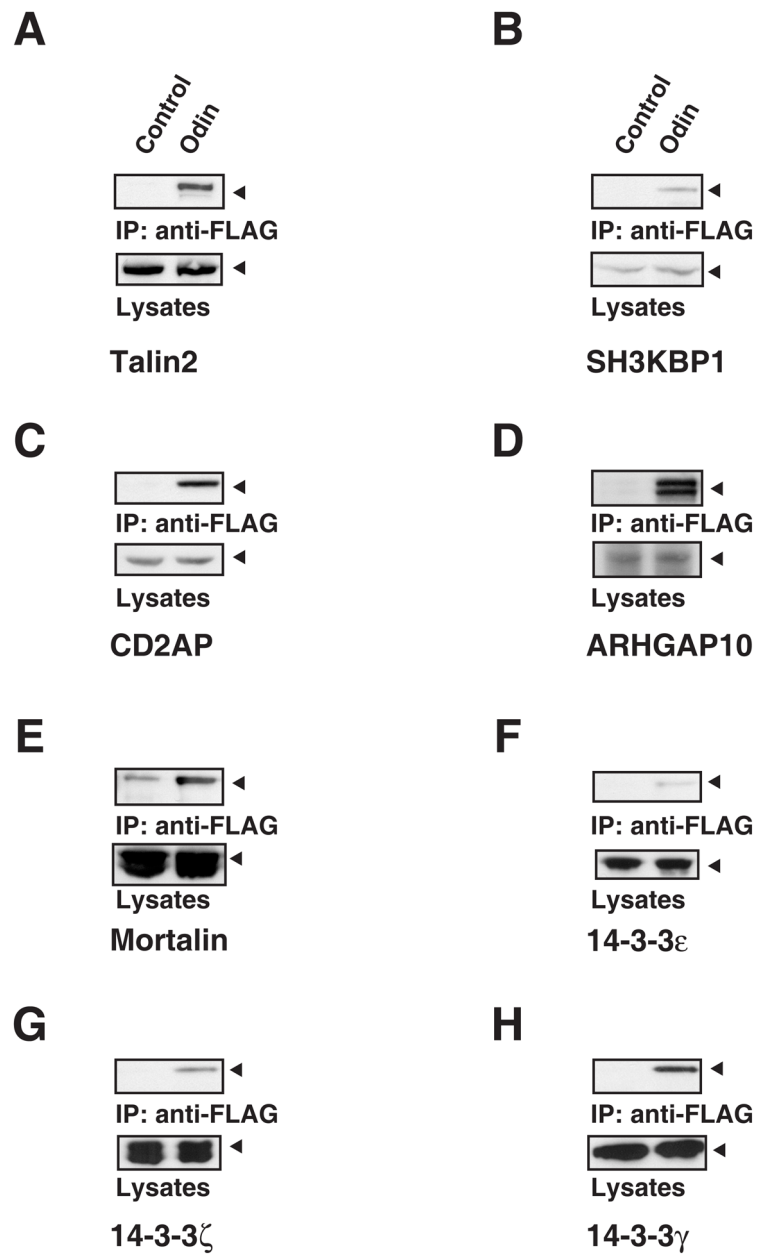 A
Control
Odin
IP: anti-FLAG
Lysates
Talin2
B
Control
Odin
IP: anti-FLAG
Lysates
SH3KBP1
C
IP: anti-FLAG
Lysates
CD2AP
D
IP: anti-FLAG
Lysates
ARHGAP10
E
IP: anti-FLAG
Lysates
Mortalin
F
IP: anti-FLAG
Lysates
14-3-3ε
G
IP: anti-FLAG
Lysates
14-3-3ζ
H
IP: anti-FLAG
Lysates
14-3-3γ